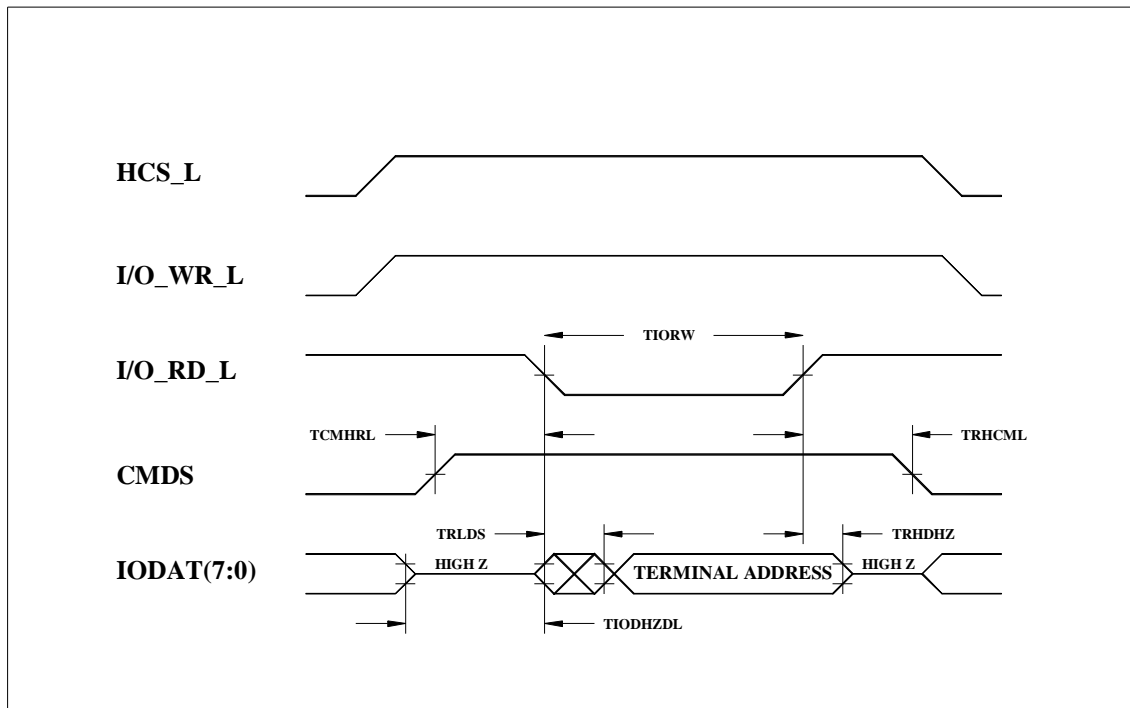 HCS_L
I/O_WR_L
TIORW
I/O_RD_L
TCMHRL
TRHCML
CMDS
TRLDS
TRHDHZ
IODAT(7:0)
HIGH Z
TERMINAL ADDRESS
HIGH Z
TIODHZDL